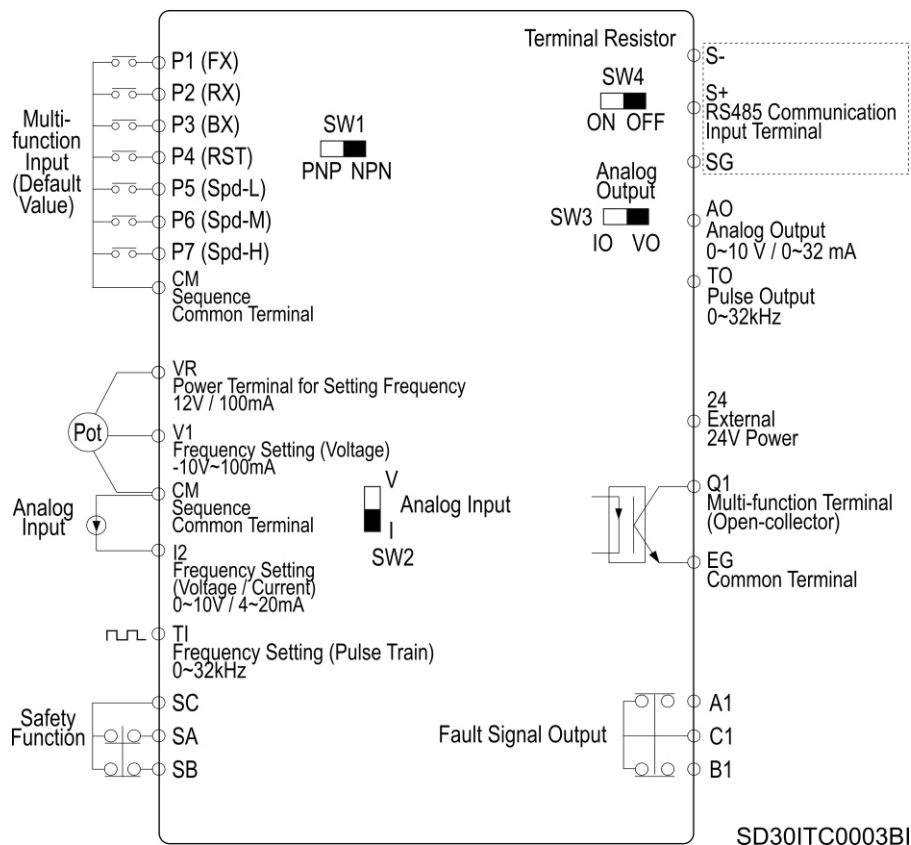 Multi-
function
Input
(Default
Value)
P1 (FX)
P2 (RX)
P3 (BX)
P4 (RST)
P5 (Spd-L)
P6 (Spd-M)
P7 (Spd-H)
CM
Sequence
Common Terminal
SW1
PNP NPN
Terminal Resistor
SW4
ON OFF
Analog
Output
SW3
IO VO
S-
S+
RS485 Communication
Input Terminal
SG
AO
Analog Output
0~10 V / 0~32 mA
TO
Pulse Output
0~32kHz
Pot
VR
Power Terminal for Setting Frequency
12V / 100mA
V1
Frequency Setting (Voltage)
-10V~100mA
Analog
Input
CM
Sequence
Common Terminal
I2
Frequency Setting
(Voltage / Current)
0~10V / 4~20mA
V
Analog Input
I
SW2
24
External
24V Power
Q1
Multi-function Terminal
(Open-collector)
EG
Common Terminal
TI
Frequency Setting (Pulse Train)
0~32kHz
Safety
Function
SC
SA
SB
Fault Signal Output
A1
C1
B1
SD30ITC0003BI